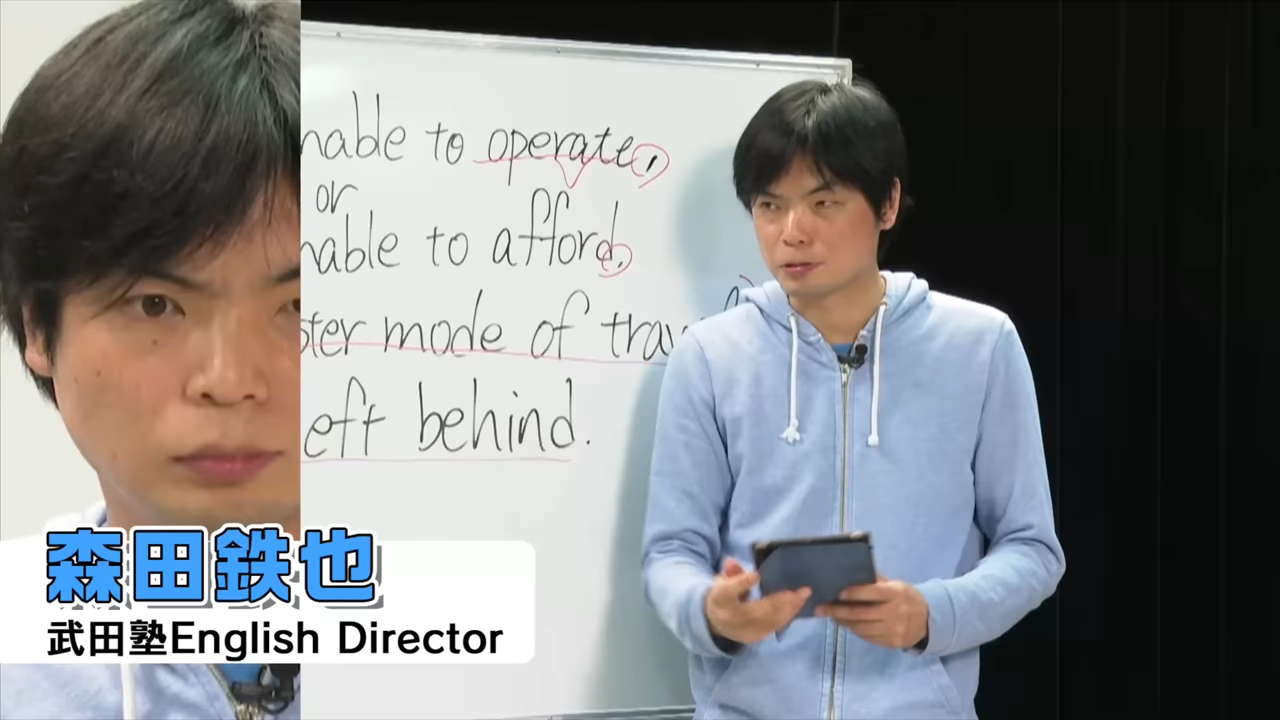 nable to operate,
or
nable to afford,
ter mode of trav
eft behind.
森田鉄也
武田塾English Director